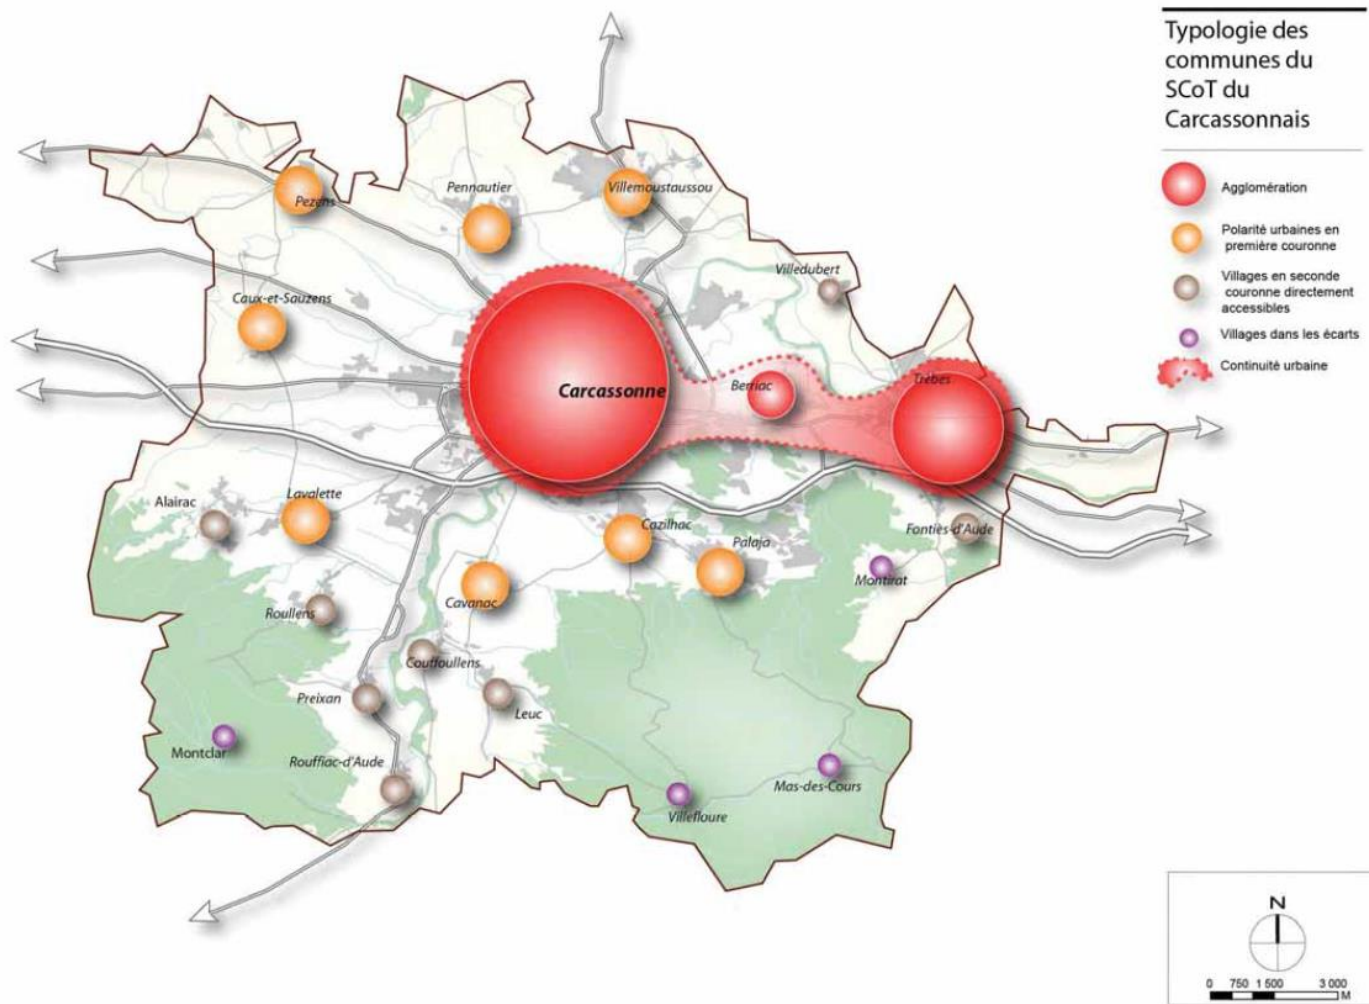 Typologie des
communes du
SCoT du
Carcassonnais
Agglomération
Polarité urbaines en
première couronne
Villages en seconde
couronne directement
accessibles
Villages dans les écarts
Continuité urbaine
Pezens
Pennautier
Villemoustaussou
Villedubert
Caux-et-Sauzens
Carcassonne
Berriac
Trèbes
Alairac
Lavalette
Cazilhac
Palaja
Fontiès-d'Aude
Montirat
Cavanac
Roullens
Couffoullens
Preixan
Leuc
Montclar
Rouffiac-d'Aude
Mas-des-Cours
Villefloure
N
0 750 1 500 3 000
M